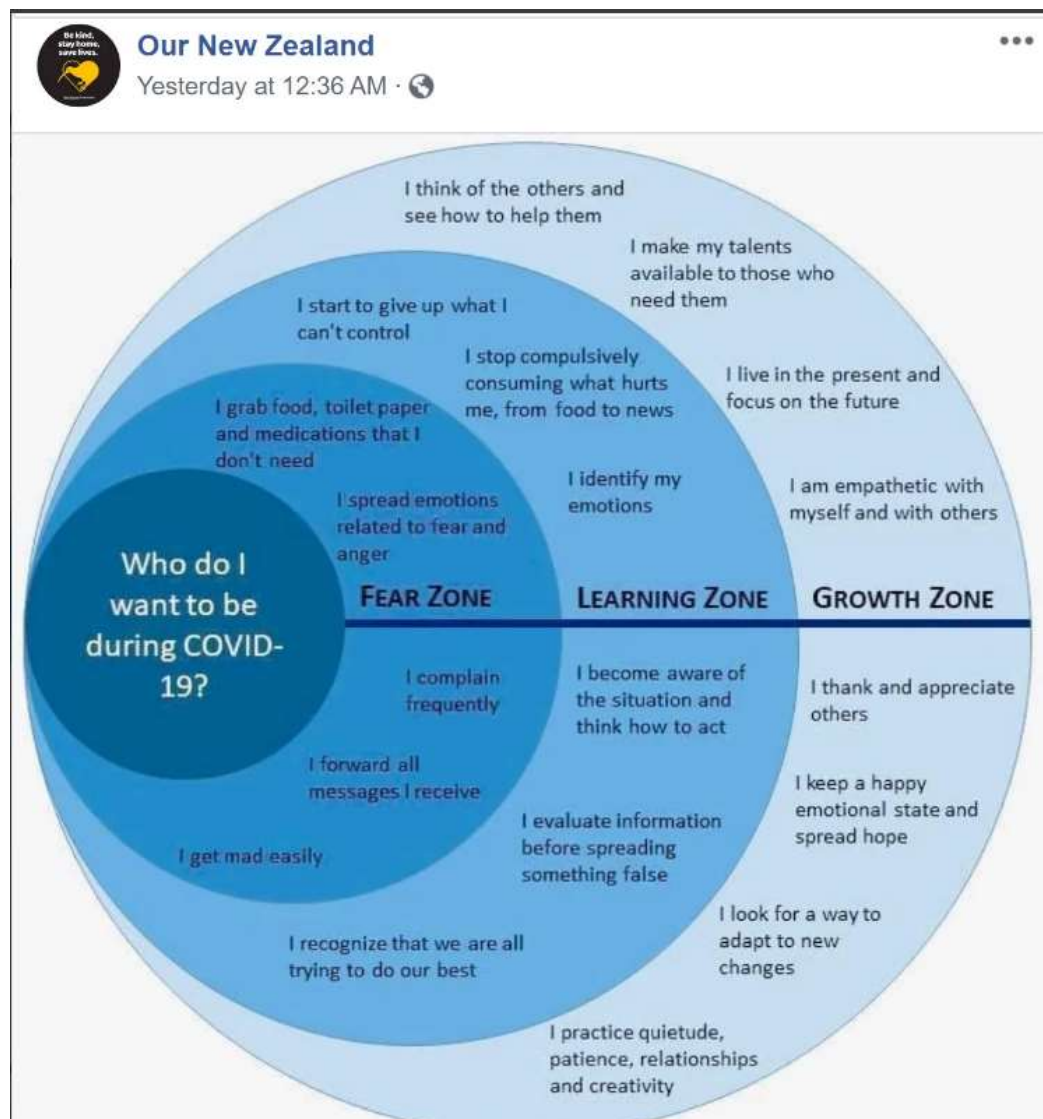 Be kind,
stay home,
save lives.
Our New Zealand
Yesterday at 12:36 AM ·
I think of the others and
see how to help them
I make my talents
available to those who
need them
I start to give up what I
can't control
I stop compulsively
consuming what hurts
me, from food to news
I live in the present and
focus on the future
I grab food, toilet paper
and medications that I
don't need
I identify my
emotions
I am empathetic with
myself and with others
I spread emotions
related to fear and
anger
Who do I
want to be
during COVID-
19?
FEAR ZONE
LEARNING ZONE
GROWTH ZONE
I complain
frequently
I become aware of
the situation and
think how to act
I thank and appreciate
others
I forward all
messages I receive
I keep a happy
emotional state and
spread hope
I evaluate information
before spreading
something false
I get mad easily
I look for a way to
adapt to new
changes
I recognize that we are all
trying to do our best
I practice quietude,
patience, relationships
and creativity